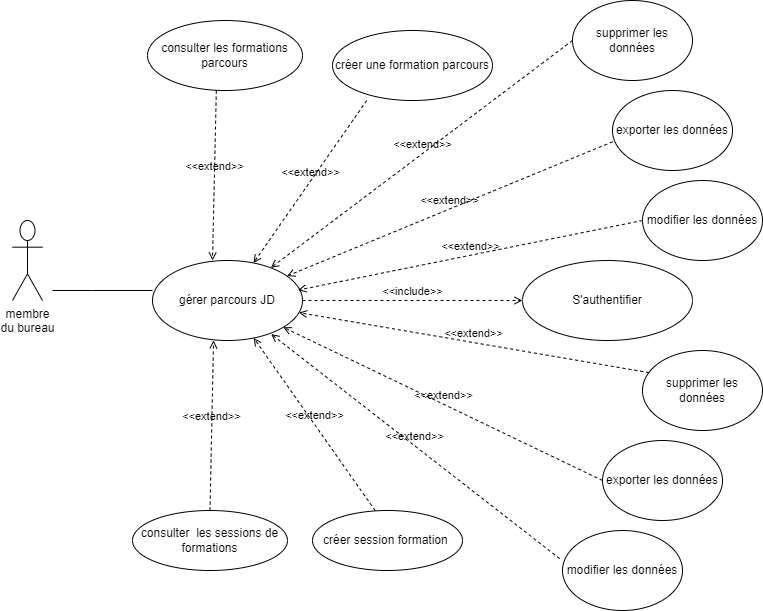 consulter les formations
parcours
créer une formation parcours
supprimer les
données
exporter les données
modifier les données
<<extend>>
<<extend>>
<<extend>>
<<extend>>
<<extend>>
membre
du bureau
gérer parcours JD
<<include>>
S'authentifier
<<extend>>
<<extend>>
<<extend>>
<<extend>>
<<extend>>
supprimer les
données
exporter les données
modifier les données
consulter  les sessions de
formations
créer session formation